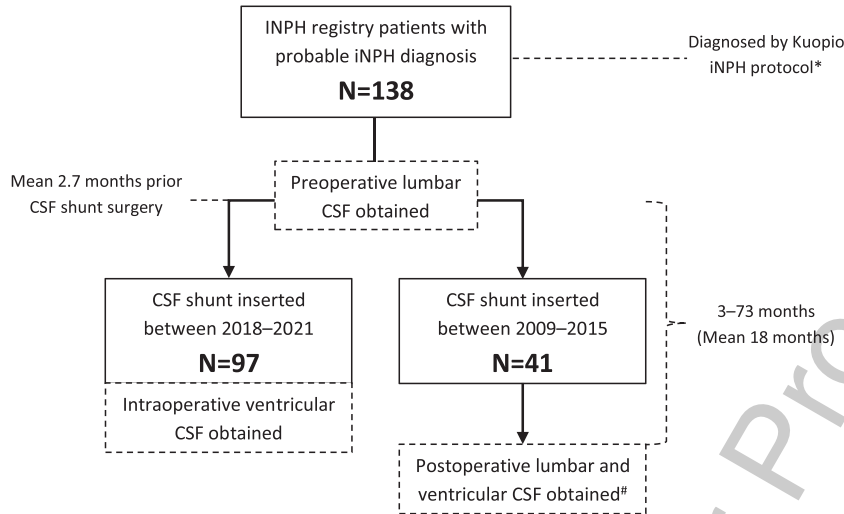 INPH registry patients with
probable iNPH diagnosis
N=138
Diagnosed by Kuopio
iNPH protocol*
Mean 2.7 months prior
CSF shunt surgery
Preoperative lumbar
CSF obtained
CSF shunt inserted
between 2018–2021
N=97
Intraoperative ventricular
CSF obtained
CSF shunt inserted
between 2009–2015
N=41
3–73 months
(Mean 18 months)
Postoperative lumbar and
ventricular CSF obtained#
Pro